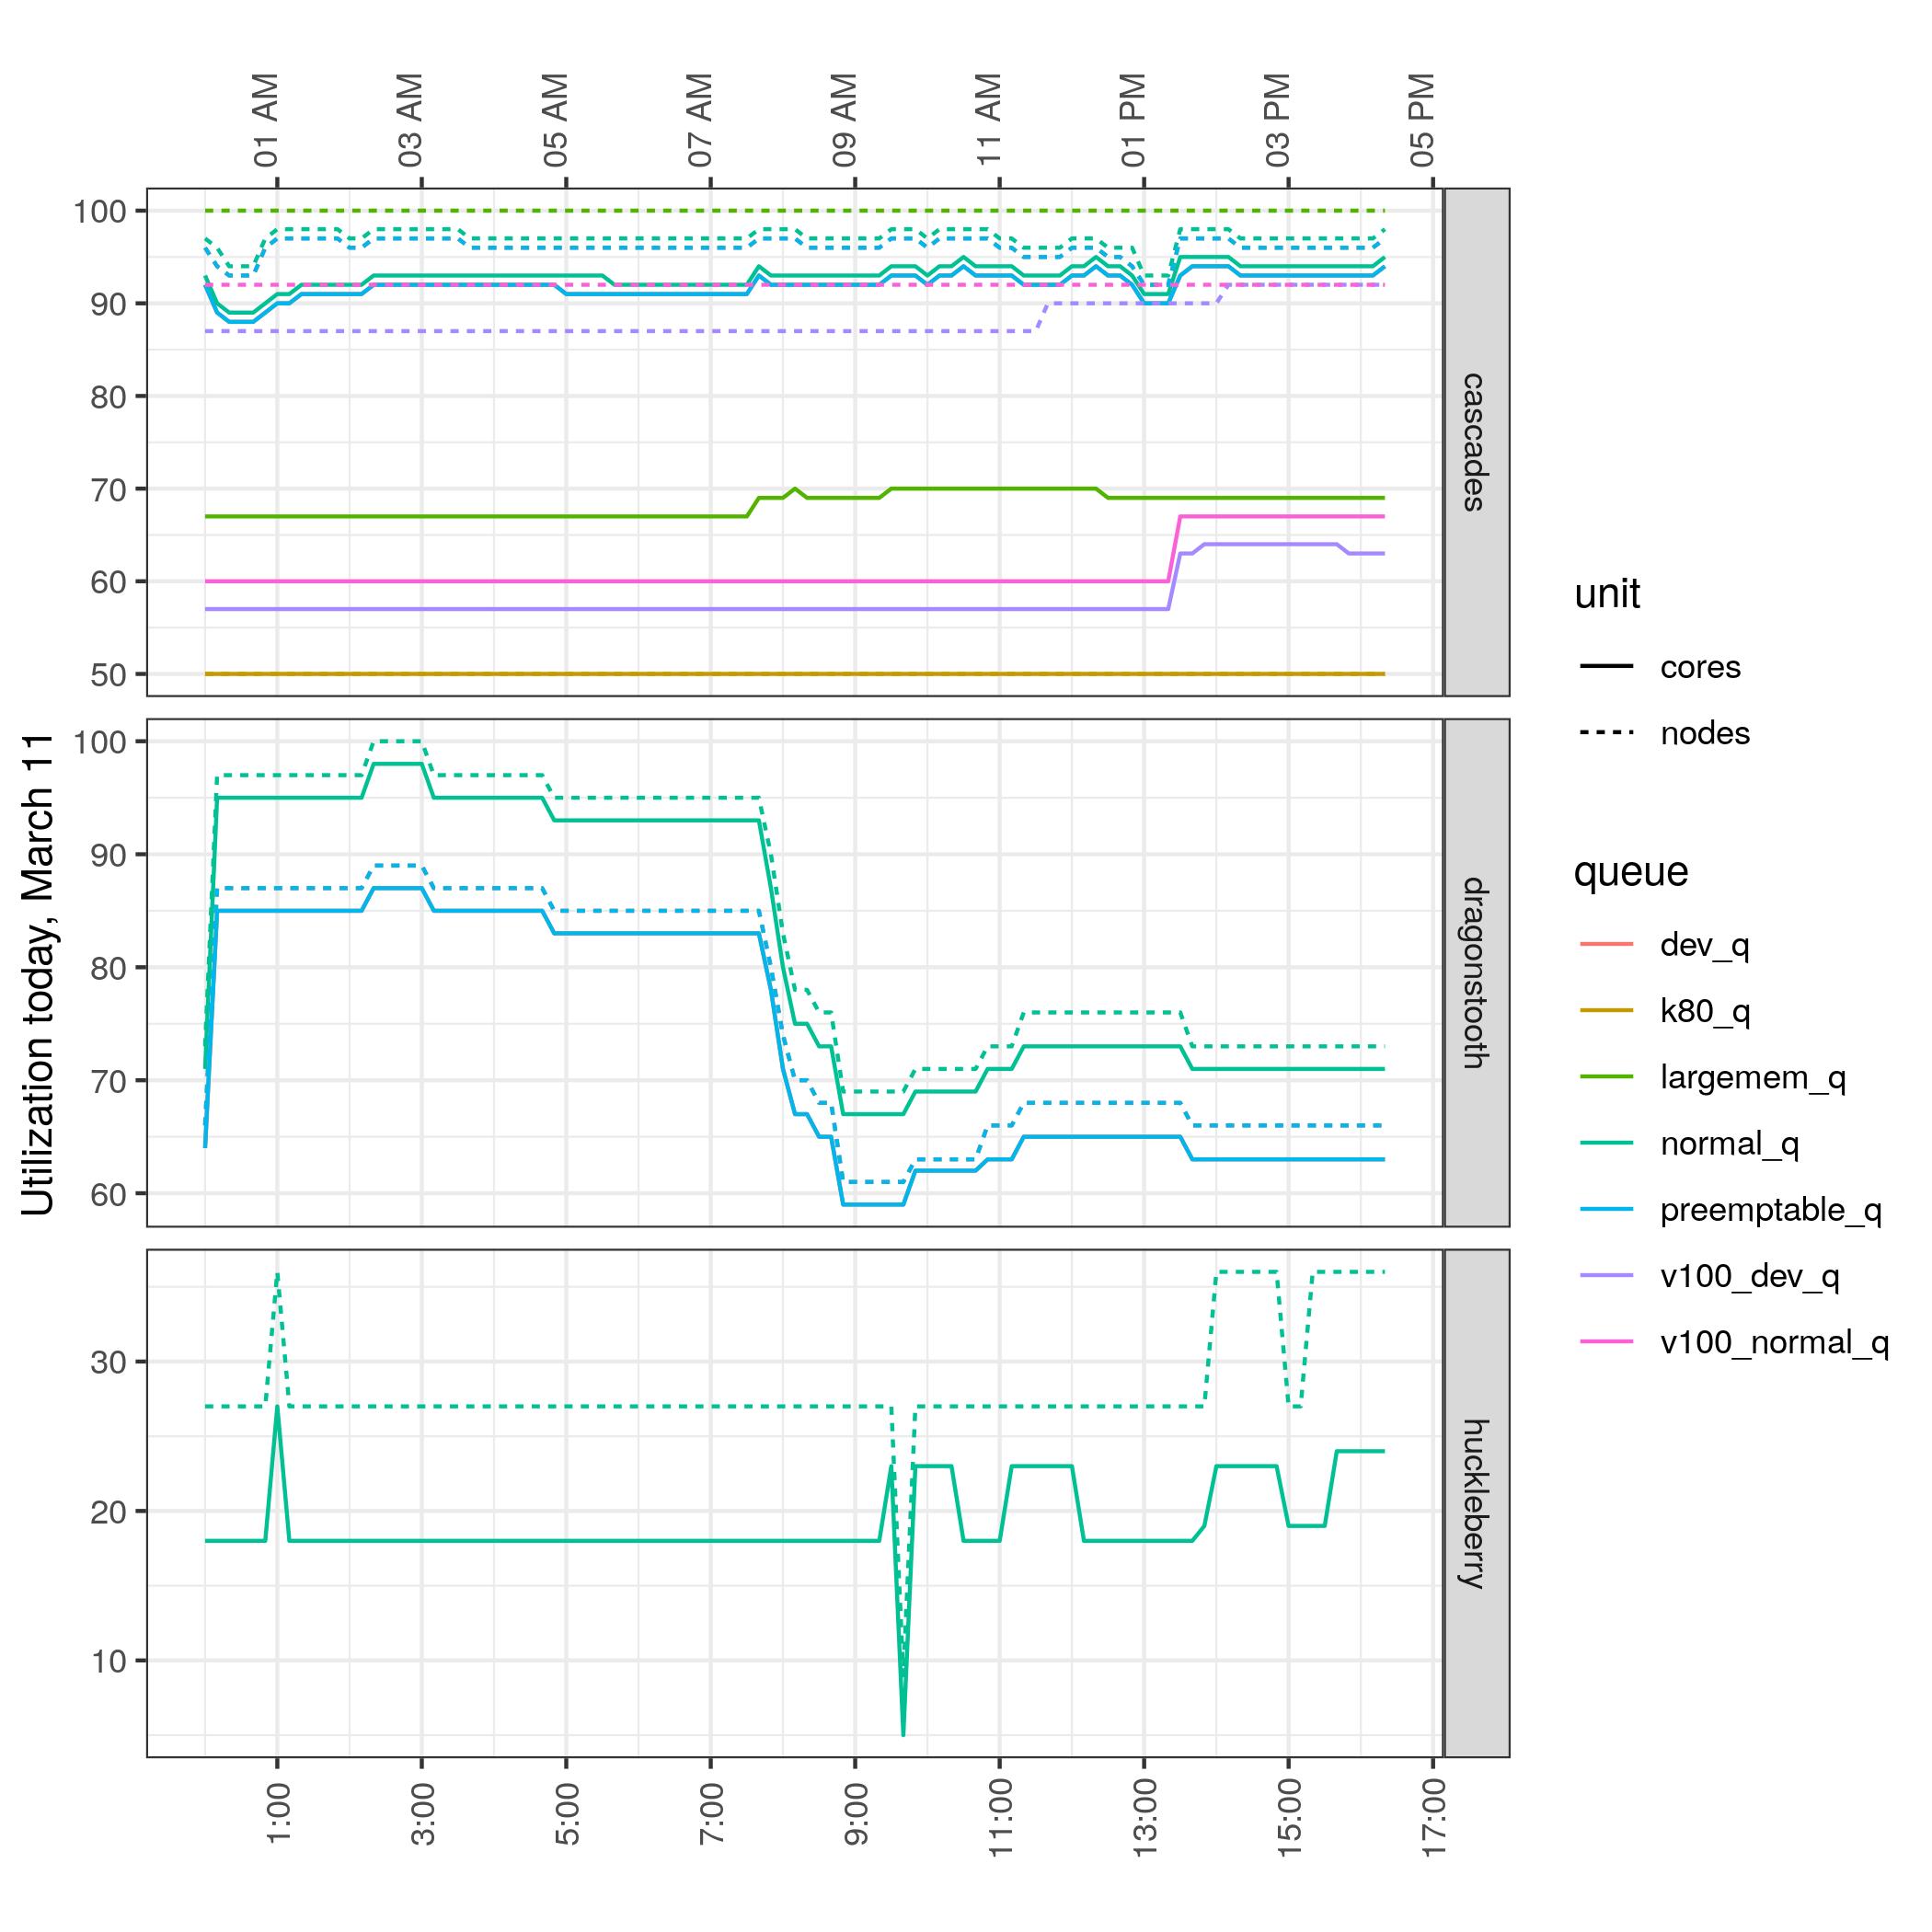 01 AM
03 AM
05 AM
07 AM
09 AM
11 AM
01 PM
03 PM
05 PM
Utilization today, March 11
100
90
80
70
60
50
cascades
100
90
80
70
60
dragonstooth
30
20
10
huckleberry
1:00
3:00
5:00
7:00
9:00
11:00
13:00
15:00
17:00
unit
cores
nodes
queue
dev_q
k80_q
largemem_q
normal_q
preemptable_q
v100_dev_q
v100_normal_q